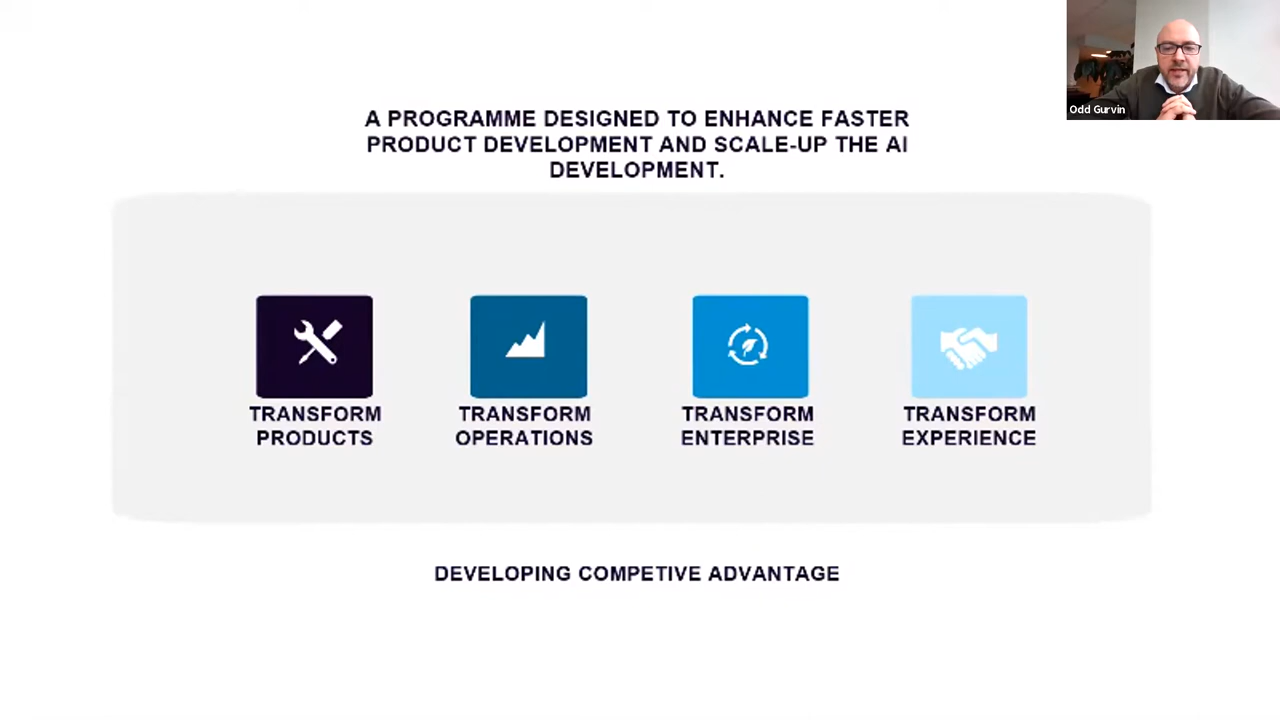 A PROGRAMME DESIGNED TO ENHANCE FASTER
PRODUCT DEVELOPMENT AND SCALE-UP THE AI
DEVELOPMENT.
TRANSFORM
PRODUCTS
TRANSFORM
OPERATIONS
TRANSFORM
ENTERPRISE
TRANSFORM
EXPERIENCE
DEVELOPING COMPETIVE ADVANTAGE
Odd Gurvin